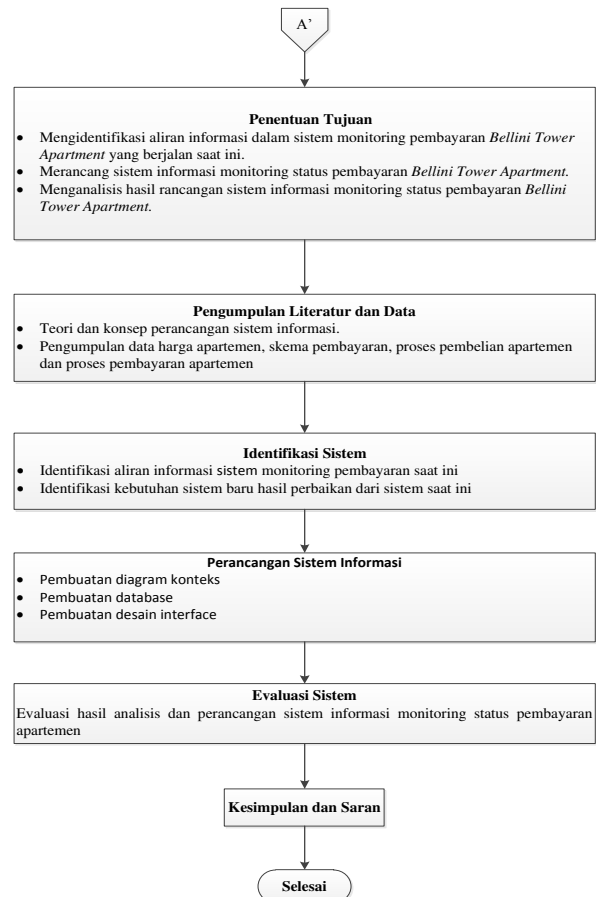 A'
Penentuan Tujuan
• Mengidentifikasi aliran informasi dalam sistem monitoring pembayaran Bellini Tower
Apartment yang berjalan saat ini.
• Merancang sistem informasi monitoring status pembayaran Bellini Tower Apartment.
• Menganalisis hasil rancangan sistem informasi monitoring status pembayaran Bellini
Tower Apartment.
Pengumpulan Literatur dan Data
• Teori dan konsep perancangan sistem informasi.
• Pengumpulan data harga apartemen, skema pembayaran, proses pembelian apartemen
dan proses pembayaran apartemen
Identifikasi Sistem
• Identifikasi aliran informasi sistem monitoring pembayaran saat ini
• Identifikasi kebutuhan sistem baru hasil perbaikan dari sistem saat ini
Perancangan Sistem Informasi
• Pembuatan diagram konteks
• Pembuatan database
• Pembuatan desain interface
Evaluasi Sistem
Evaluasi hasil analisis dan perancangan sistem informasi monitoring status pembayaran
apartemen
Kesimpulan dan Saran
Selesai